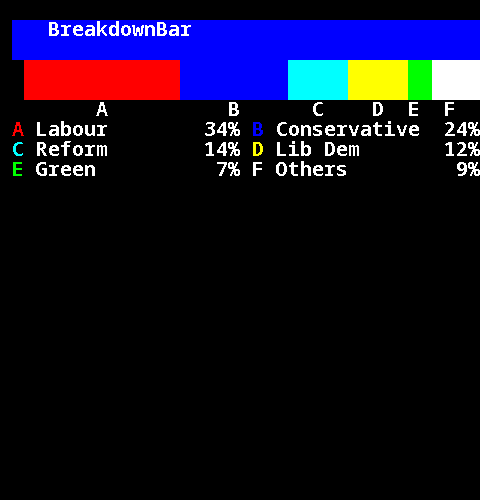 BreakdownBar
A B C D E F
A Labour 34% B Conservative 24%
C Reform 14% D Lib Dem 12%
E Green 7% F Others 9%